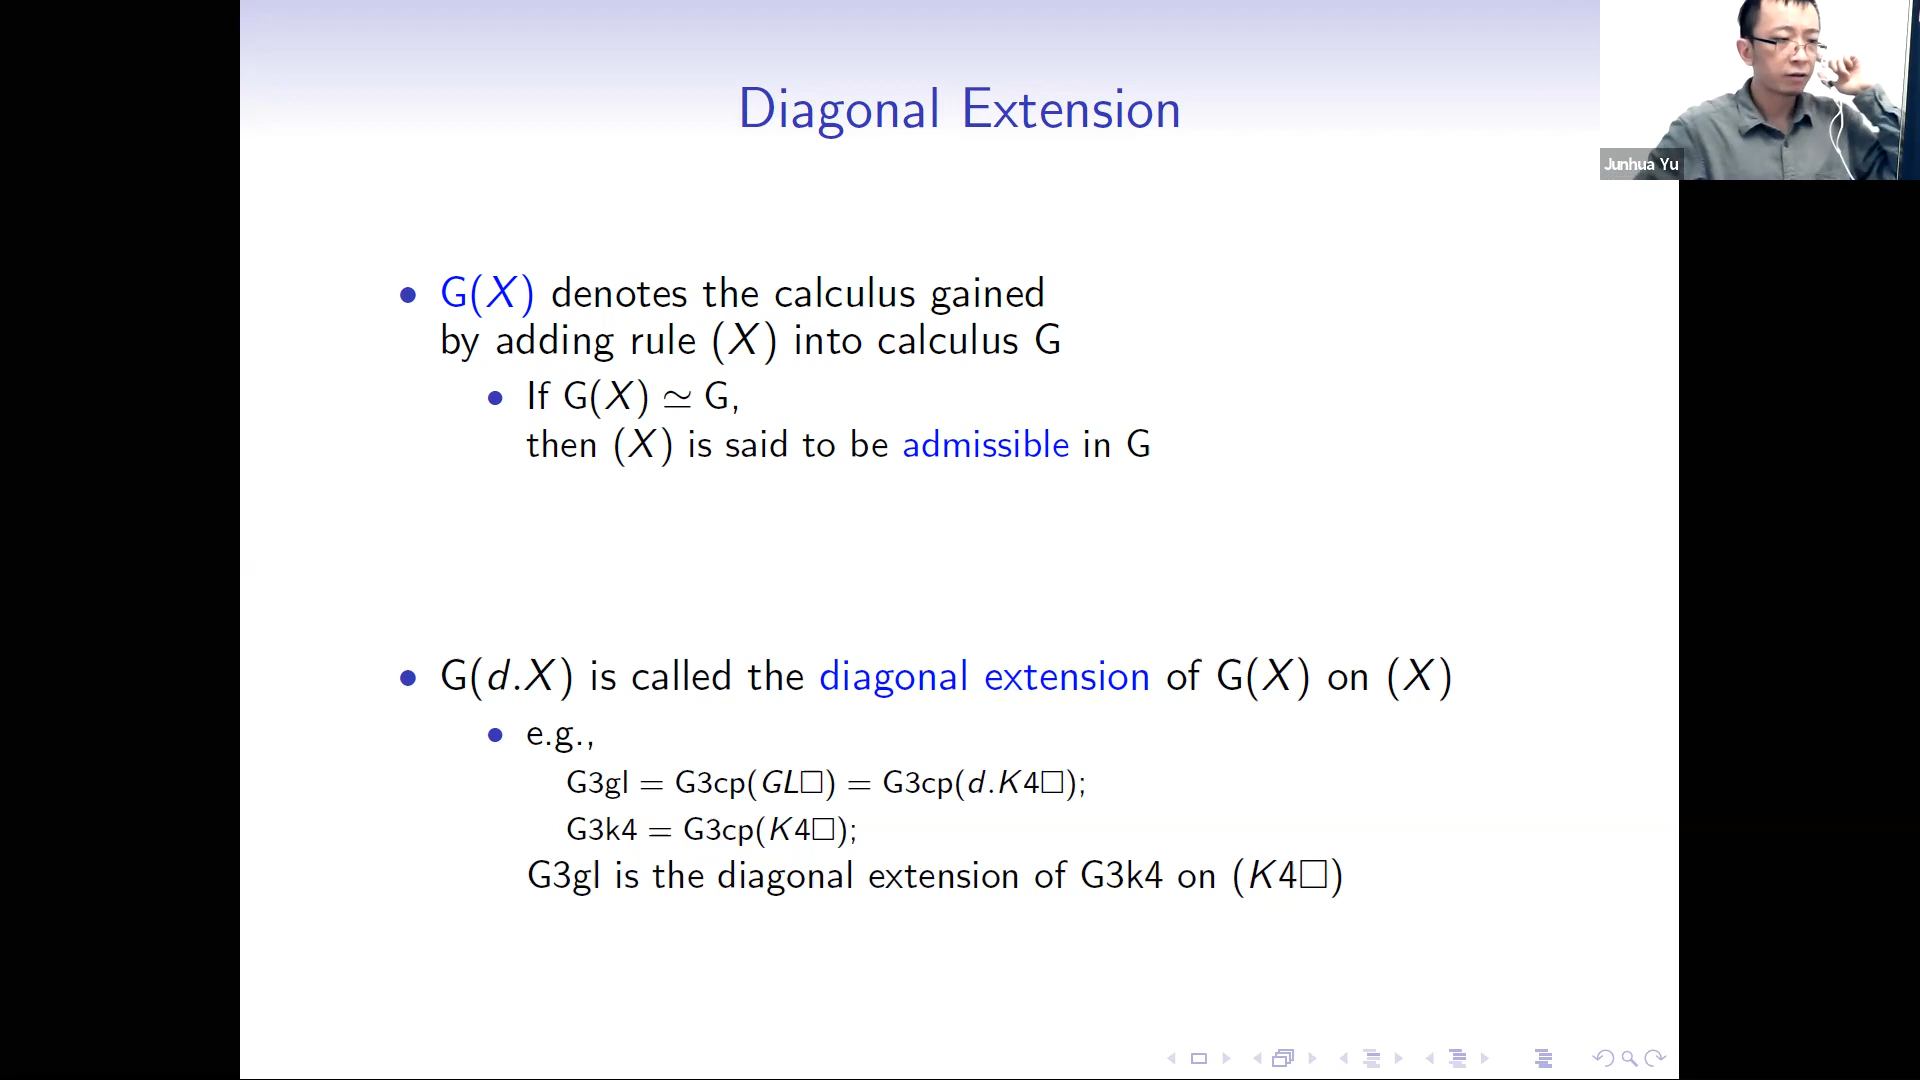 Diagonal Extension
Junhua Yu
• G(X) denotes the calculus gained
by adding rule (X) into calculus G
• If G(X) ≃ G,
then (X) is said to be admissible in G
• G(d.X) is called the diagonal extension of G(X) on (X)
• e.g.,
G3gl = G3cp(GL□) = G3cp(d.K4□);
G3k4 = G3cp(K4□);
G3gl is the diagonal extension of G3k4 on (K4□)